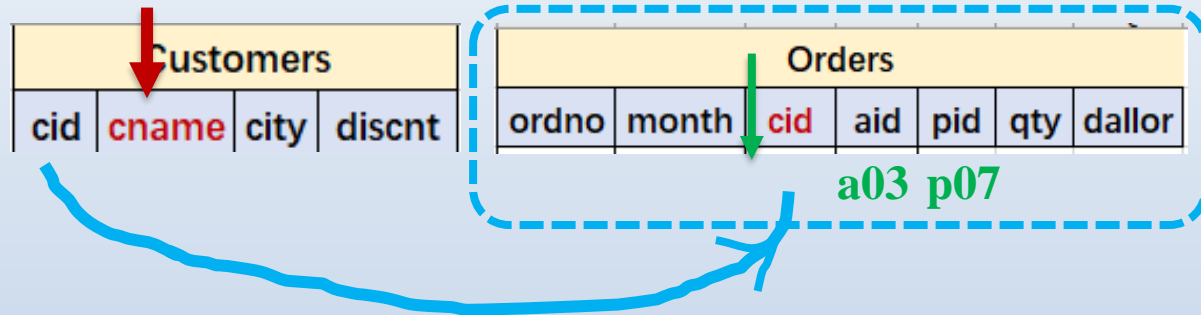 Customers
cid cname city discnt
Orders
ordno month cid aid pid qty dallor
a03 p07